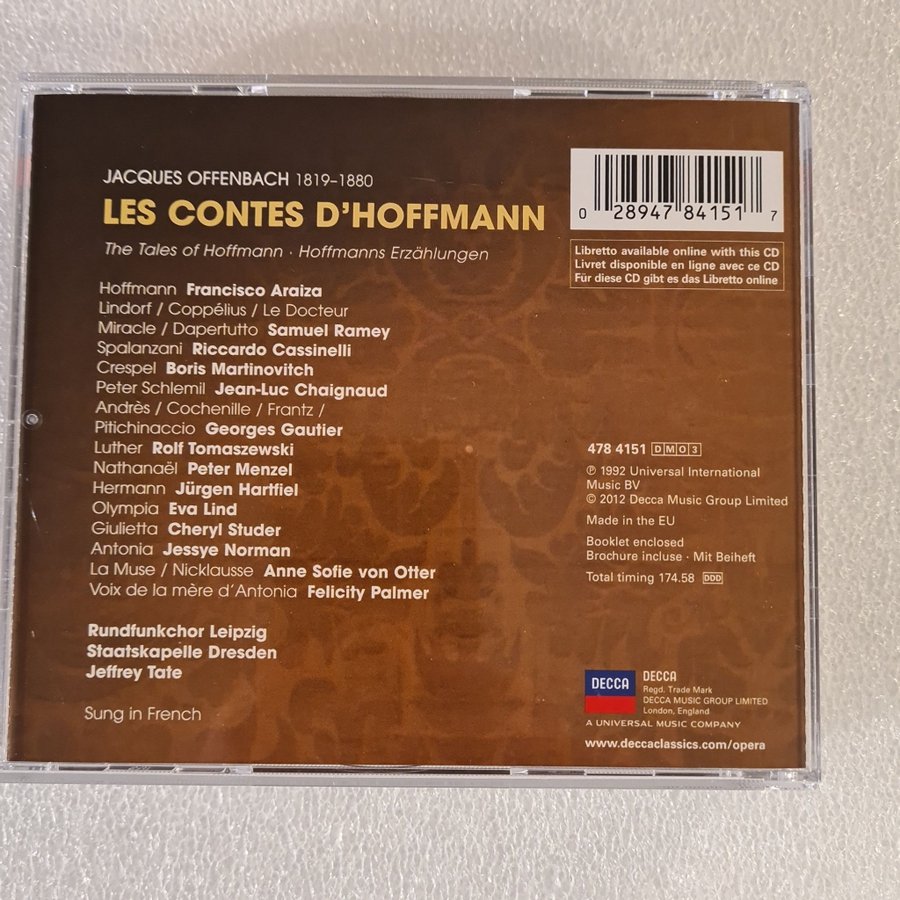 JACQUES OFFENBACH 1819–1880
LES CONTES D'HOFFMANN
The Tales of Hoffmann · Hoffmanns Erzählungen
Hoffmann Francisco Araiza
Lindorf / Coppélius / Le Docteur
Miracle / Dapertutto Samuel Ramey
Spalanzani Riccardo Cassinelli
Crespel Boris Martinovitch
Peter Schlemil Jean-Luc Chaignaud
Andrès / Cochenille / Frantz /
Pitichinaccio Georges Gautier
Luther Rolf Tomaszewski
Nathanaël Peter Menzel
Hermann Jürgen Hartfiel
Olympia Eva Lind
Giulietta Cheryl Studer
Antonia Jessye Norman
La Muse / Nicklausse Anne Sofie von Otter
Voix de la mère d'Antonia Felicity Palmer
Rundfunkchor Leipzig
Staatskapelle Dresden
Jeffrey Tate
Sung in French
0 28947 84151 7
Libretto available online with this CD
Livret disponible en ligne avec ce CD
Für diese CD gibt es das Libretto online
478 4151 DMO3
℗ 1992 Universal International
Music BV
© 2012 Decca Music Group Limited
Made in the EU
Booklet enclosed
Brochure incluse · Mit Beiheft
Total timing 174.58 DDD
DECCA
DECCA
Regd. Trade Mark
DECCA MUSIC GROUP LIMITED
London, England
A UNIVERSAL MUSIC COMPANY
www.deccaclassics.com/opera